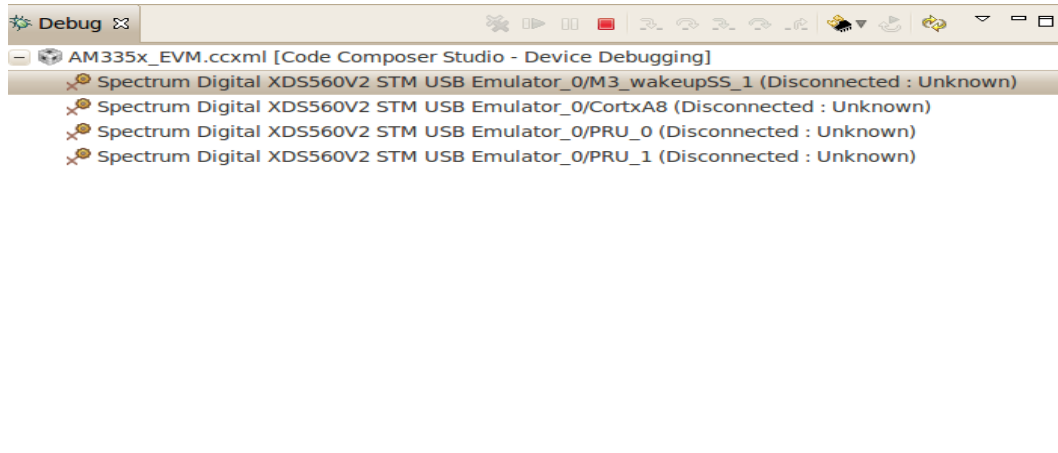 Debug
AM335x_EVM.ccxml [Code Composer Studio - Device Debugging]
Spectrum Digital XDS560V2 STM USB Emulator_0/M3_wakeupSS_1 (Disconnected : Unknown)
Spectrum Digital XDS560V2 STM USB Emulator_0/CortxA8 (Disconnected : Unknown)
Spectrum Digital XDS560V2 STM USB Emulator_0/PRU_0 (Disconnected : Unknown)
Spectrum Digital XDS560V2 STM USB Emulator_0/PRU_1 (Disconnected : Unknown)